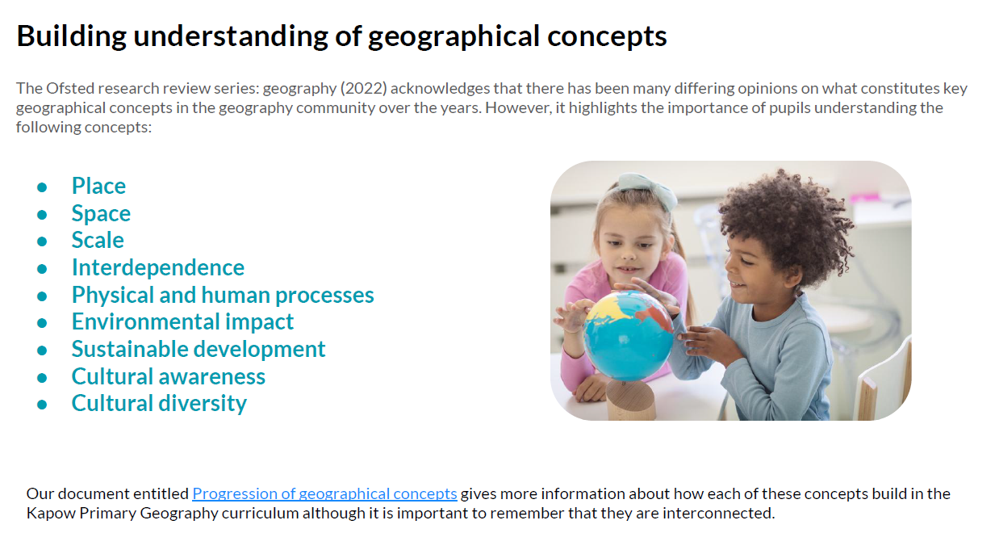 Building understanding of geographical concepts
The Ofsted research review series: geography (2022) acknowledges that there has been many differing opinions on what constitutes key
geographical concepts in the geography community over the years. However, it highlights the importance of pupils understanding the
following concepts:
● Place
● Space
● Scale
● Interdependence
● Physical and human processes
● Environmental impact
● Sustainable development
● Cultural awareness
● Cultural diversity
Our document entitled Progression of geographical concepts gives more information about how each of these concepts build in the
Kapow Primary Geography curriculum although it is important to remember that they are interconnected.